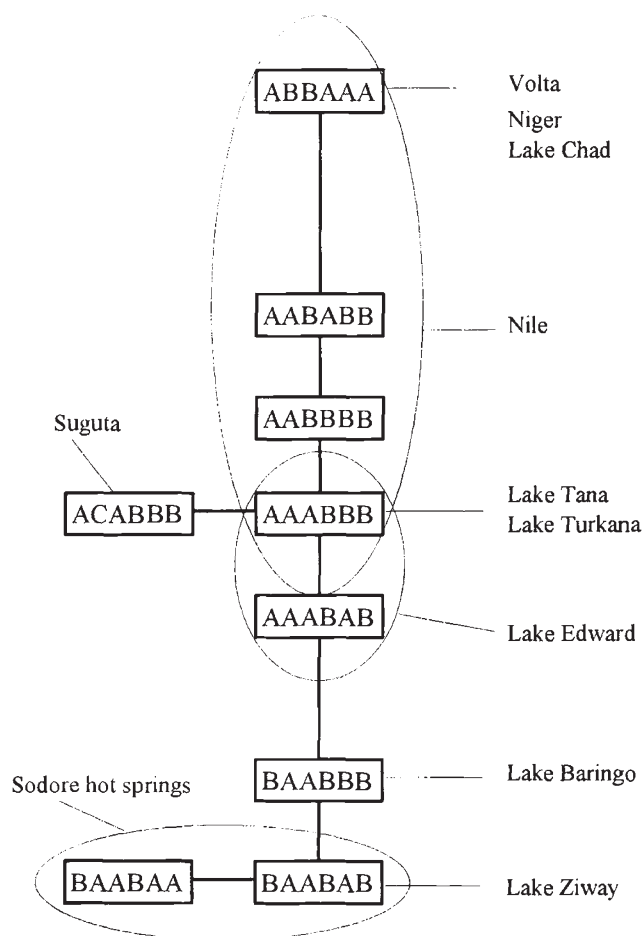 ABBAAA
Volta
Niger
Lake Chad
AABABB
Nile
AABBBB
Suguta
ACABBB
AAABBB
Lake Tana
Lake Turkana
AAABAB
Lake Edward
BAABBB
Lake Baringo
Sodore hot springs
BAABAA
BAABAB
Lake Ziway